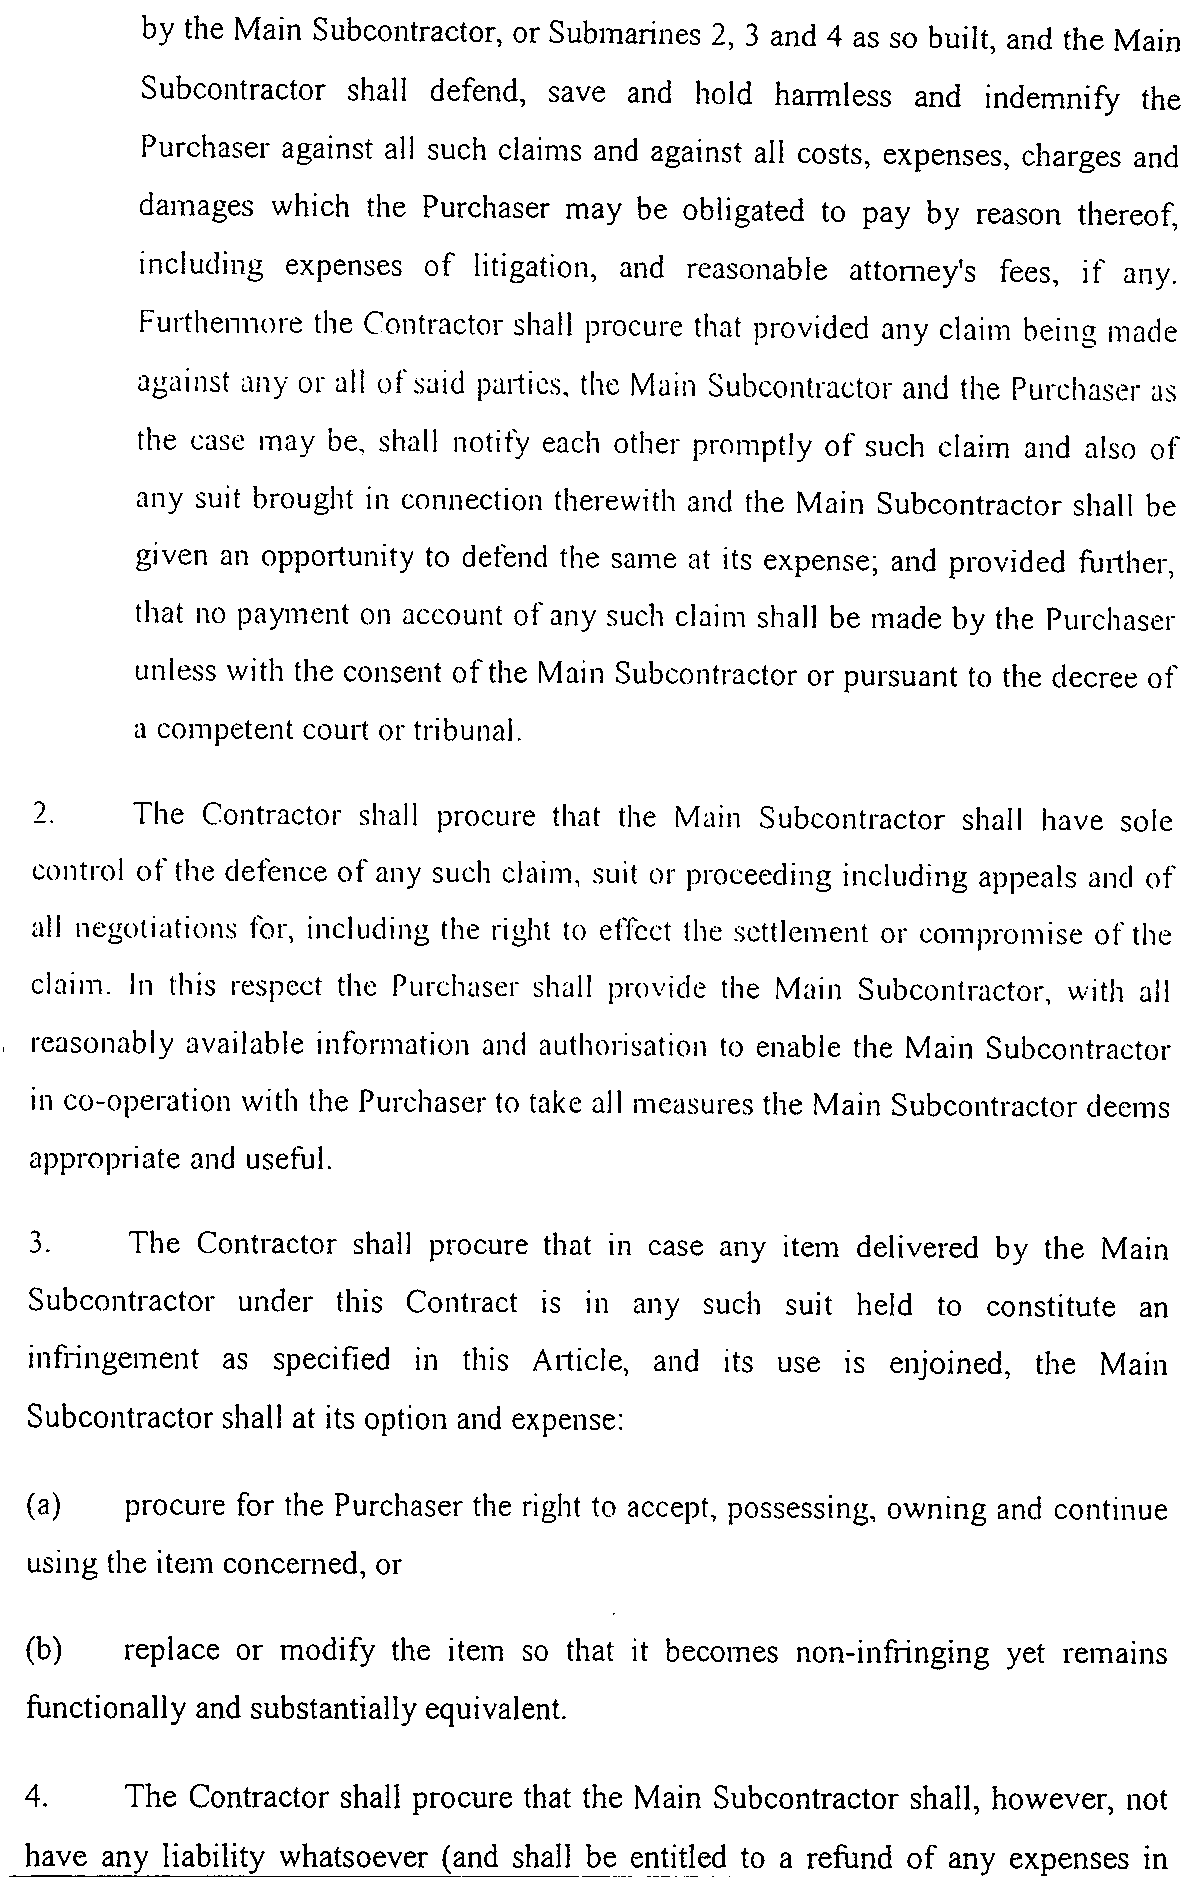 by the Main Subcontractor, or Submarines 2, 3 and 4 as so built, and the Main
Subcontractor shall defend, save and hold harmless and indemnify the
Purchaser against all such claims and against all costs, expenses, charges and
damages which the Purchaser may be obligated to pay by reason thereof,
including expenses of litigation, and reasonable attorney's fees, if any.
Furthermore the Contractor shall procure that provided any claim being made
against any or all of said parties, the Main Subcontractor and the Purchaser as
the case may be, shall notify each other promptly of such claim and also of
any suit brought in connection therewith and the Main Subcontractor shall be
given an opportunity to defend the same at its expense; and provided further,
that no payment on account of any such claim shall be made by the Purchaser
unless with the consent of the Main Subcontractor or pursuant to the decree of
a competent court or tribunal.
2. The Contractor shall procure that the Main Subcontractor shall have sole
control of the defence of any such claim, suit or proceeding including appeals and of
all negotiations for, including the right to effect the settlement or compromise of the
claim. In this respect the Purchaser shall provide the Main Subcontractor, with all
reasonably available information and authorisation to enable the Main Subcontractor
in co-operation with the Purchaser to take all measures the Main Subcontractor deems
appropriate and useful.
3. The Contractor shall procure that in case any item delivered by the Main
Subcontractor under this Contract is in any such suit held to constitute an
infringement as specified in this Article, and its use is enjoined, the Main
Subcontractor shall at its option and expense:
(a) procure for the Purchaser the right to accept, possessing, owning and continue
using the item concerned, or
(b) replace or modify the item so that it becomes non-infringing yet remains
functionally and substantially equivalent.
4. The Contractor shall procure that the Main Subcontractor shall, however, not
have any liability whatsoever (and shall be entitled to a refund of any expenses in